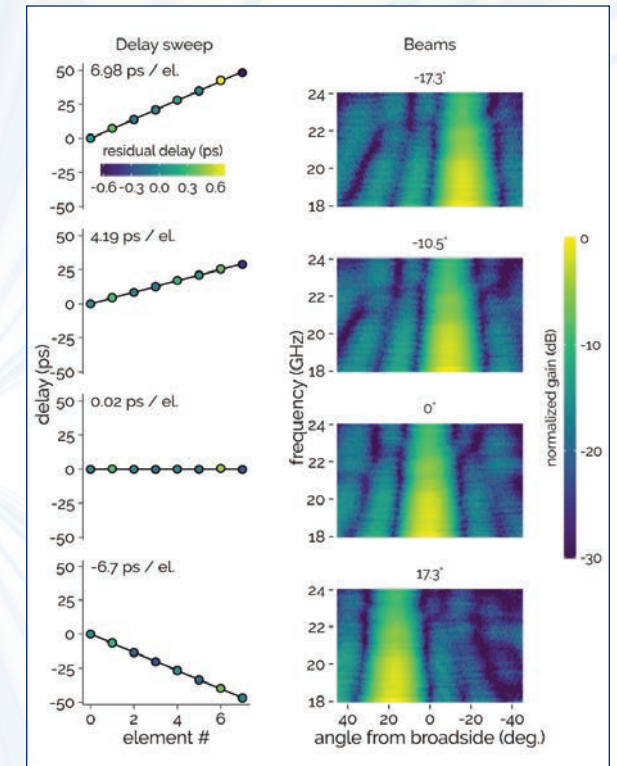 Delay sweep
Beams
6.98 ps / el.
50
25
0
-25
-50
residual delay (ps)
-0.6 -0.3 0.0 0.3 0.6
-17.3°
24
22
20
18
4.19 ps / el.
50
25
0
-25
-50
-10.5°
24
22
20
18
0.02 ps / el.
50
25
0
-25
-50
0°
24
22
20
18
-6.7 ps / el.
50
25
0
-25
-50
17.3°
24
22
20
18
delay (ps)
frequency (GHz)
0
-10
-20
-30
normalized gain (dB)
0 2 4 6
element #
40 20 0 -20 -40
angle from broadside (deg.)